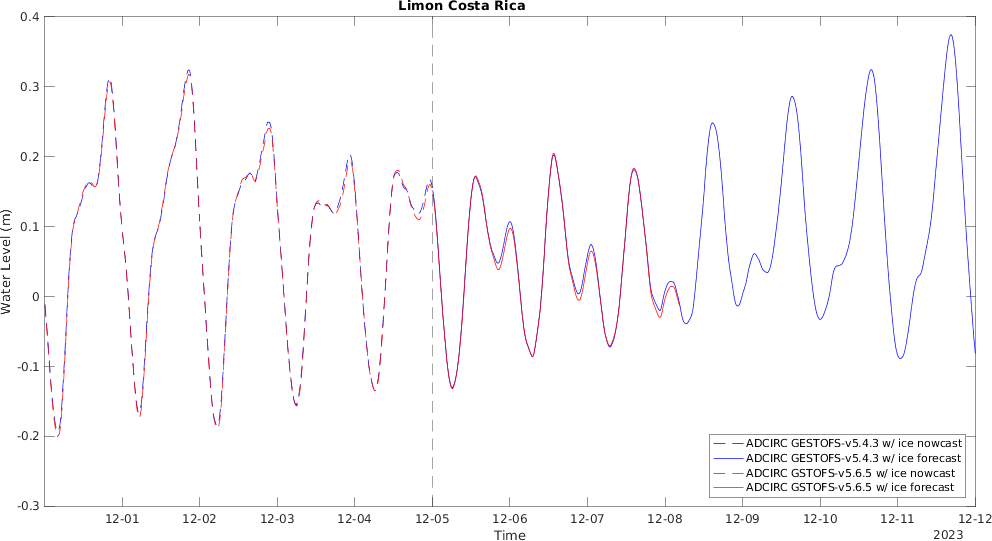 Limon Costa Rica
0.4
0.3
0.2
0.1
0
-0.1
-0.2
-0.3
Water Level (m)
ADCIRC GESTOFS-v5.4.3 w/ ice nowcast
ADCIRC GESTOFS-v5.4.3 w/ ice forecast
ADCIRC GSTOFS-v5.6.5 w/ ice nowcast
ADCIRC GSTOFS-v5.6.5 w/ ice forecast
12-01 12-02 12-03 12-04 12-05 12-06 12-07 12-08 12-09 12-10 12-11 12-12
Time
2023